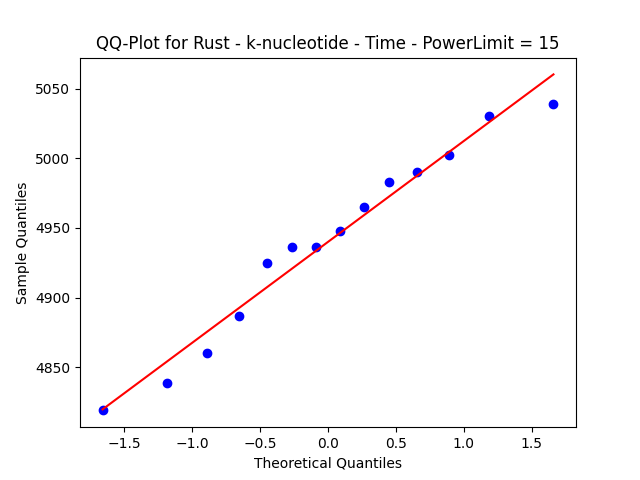 QQ-Plot for Rust - k-nucleotide - Time - PowerLimit = 15
5050
5000
4950
4900
4850
Sample Quantiles
−1.5 −1.0 −0.5 0.0 0.5 1.0 1.5
Theoretical Quantiles